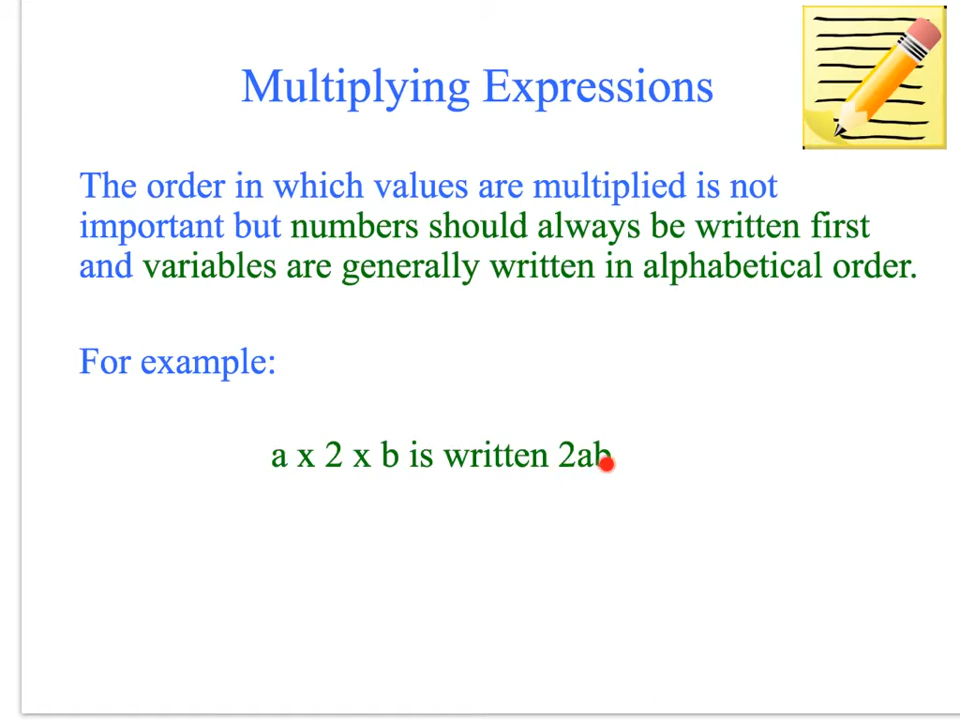 Multiplying Expressions
The order in which values are multiplied is not
important but numbers should always be written first
and variables are generally written in alphabetical order.
For example:
a x 2 x b is written 2ab